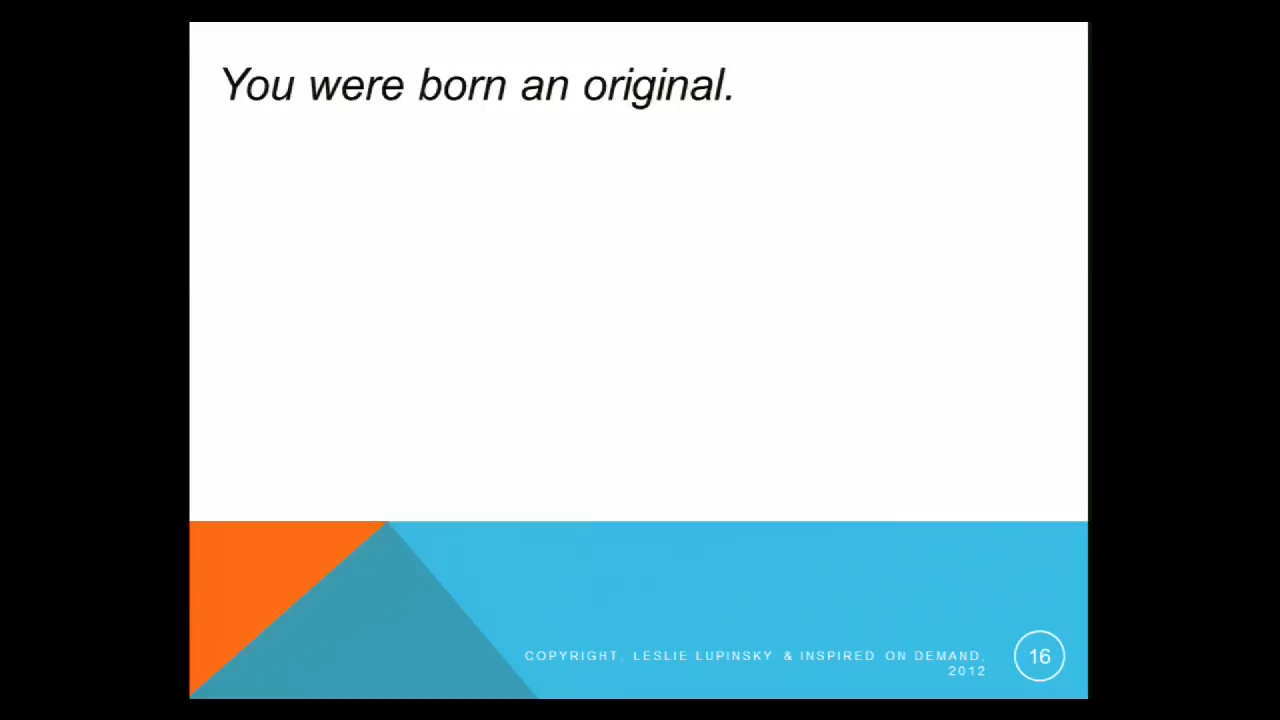 You were born an original.
COPYRIGHT, LESLIE LUPINSKY & INSPIRED ON DEMAND,
2012
16